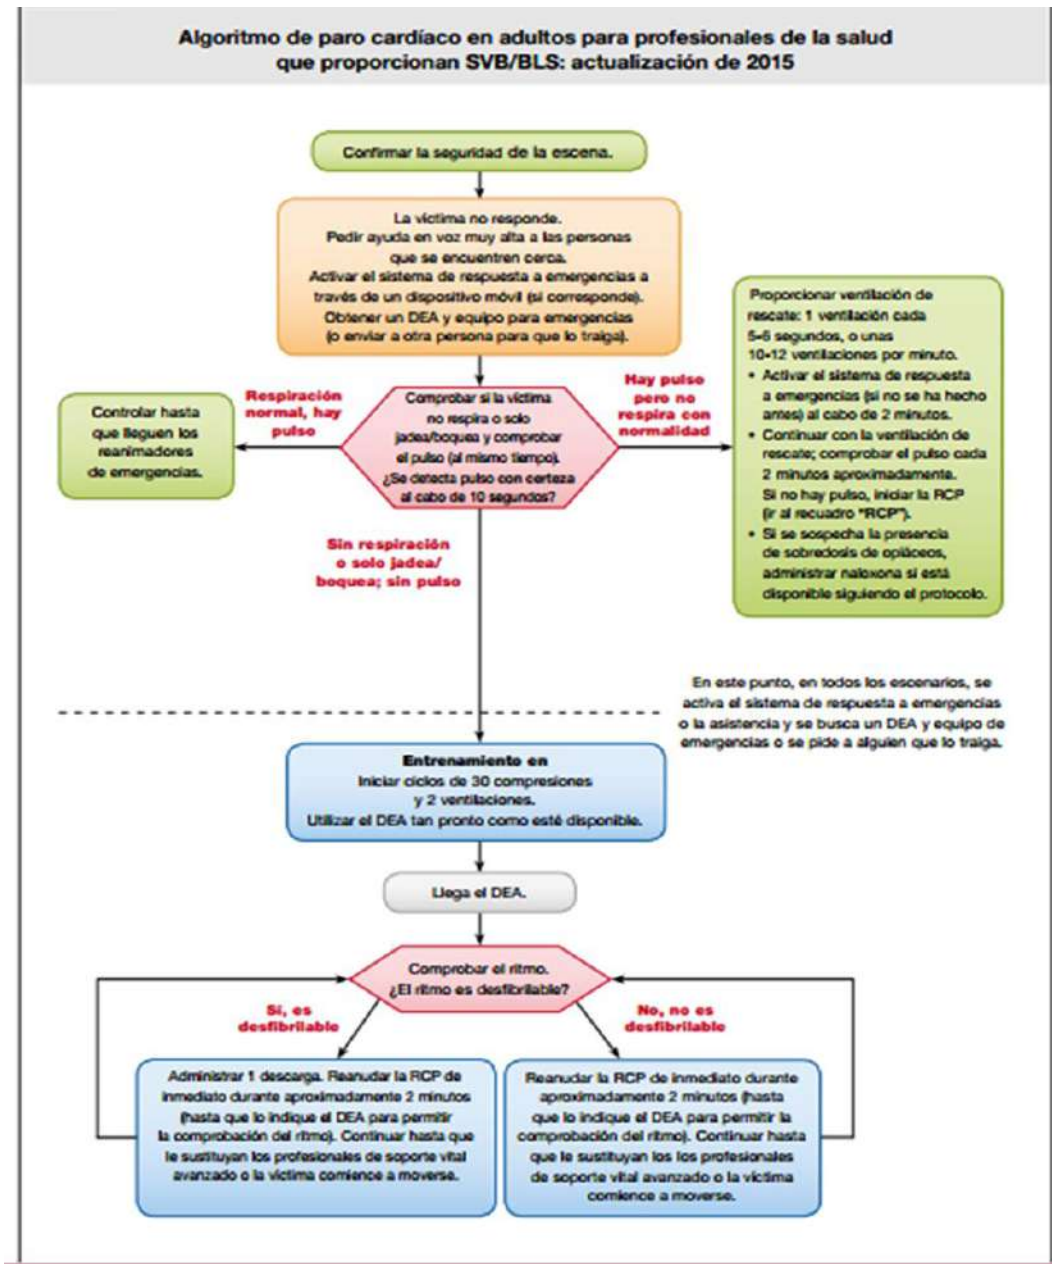 Algoritmo de paro cardíaco en adultos para profesionales de la salud
que proporcionan SVB/BLS: actualización de 2015
Confirmar la seguridad de la escena.
La víctima no responde.
Pedir ayuda en voz muy alta a las personas
que se encuentren cerca.
Activar el sistema de respuesta a emergencias a
través de un dispositivo móvil (si corresponde).
Obtener un DEA y equipo para emergencias
(o enviar a otra persona para que lo traiga).
Respiración
normal, hay
pulso
Controlar hasta
que lleguen los
reanimadores
de emergencias.
Comprobar si la víctima
no respira o solo
jadea/boquea y comprobar
el pulso (al mismo tiempo).
¿Se detecta pulso con certeza
al cabo de 10 segundos?
Hay pulso
pero no
respira con
normalidad
Proporcionar ventilación de
rescate: 1 ventilación cada
5-6 segundos, o unas
10-12 ventilaciones por minuto.
• Activar el sistema de respuesta
a emergencias (si no se ha hecho
antes) al cabo de 2 minutos.
• Continuar con la ventilación de
rescate; comprobar el pulso cada
2 minutos aproximadamente.
Si no hay pulso, iniciar la RCP
(ir al recuadro "RCP").
• Si se sospecha la presencia
de sobredosis de opiáceos,
administrar naloxona si está
disponible siguiendo el protocolo.
Sin respiración
o solo jadea/
boquea; sin pulso
En este punto, en todos los escenarios, se
activa el sistema de respuesta a emergencias
o la asistencia y se busca un DEA y equipo de
emergencias o se pide a alguien que lo traiga.
Entrenamiento en
Iniciar ciclos de 30 compresiones
y 2 ventilaciones.
Utilizar el DEA tan pronto como esté disponible.
Llega el DEA.
Comprobar el ritmo.
¿El ritmo es desfibrilable?
Sí, es
desfibrilable
No, no es
desfibrilable
Administrar 1 descarga. Reanudar la RCP de
inmediato durante aproximadamente 2 minutos
(hasta que lo indique el DEA para permitir
la comprobación del ritmo). Continuar hasta que
le sustituyan los profesionales de soporte vital
avanzado o la víctima comience a moverse.
Reanudar la RCP de inmediato durante
aproximadamente 2 minutos (hasta
que lo indique el DEA para permitir la
comprobación del ritmo). Continuar hasta
que le sustituyan los los profesionales
de soporte vital avanzado o la víctima
comience a moverse.